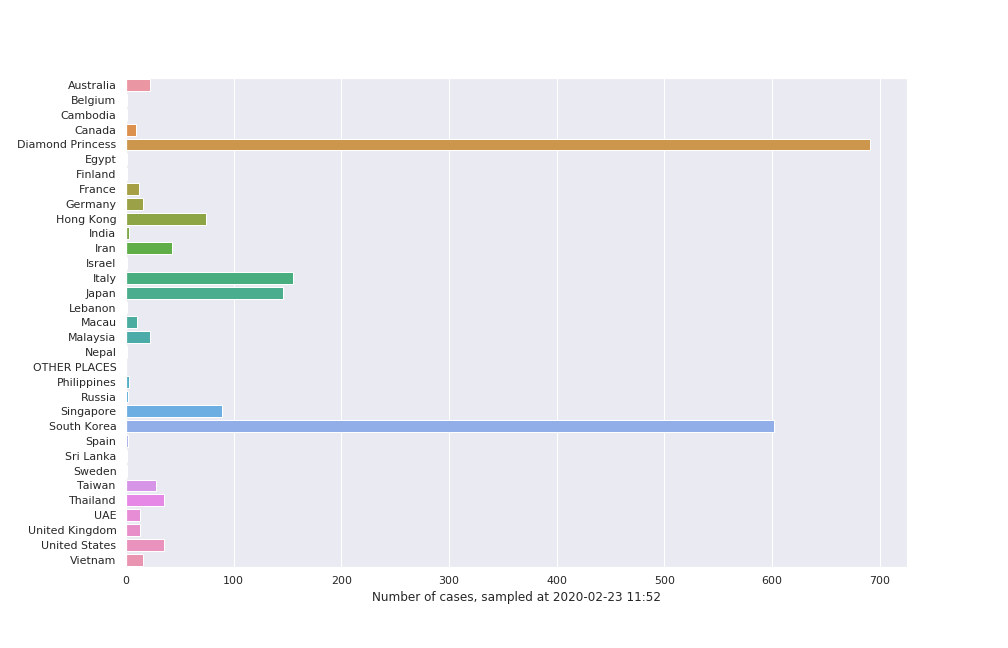 Australia
Belgium
Cambodia
Canada
Diamond Princess
Egypt
Finland
France
Germany
Hong Kong
India
Iran
Israel
Italy
Japan
Lebanon
Macau
Malaysia
Nepal
OTHER PLACES
Philippines
Russia
Singapore
South Korea
Spain
Sri Lanka
Sweden
Taiwan
Thailand
UAE
United Kingdom
United States
Vietnam
0 100 200 300 400 500 600 700
Number of cases, sampled at 2020-02-23 11:52